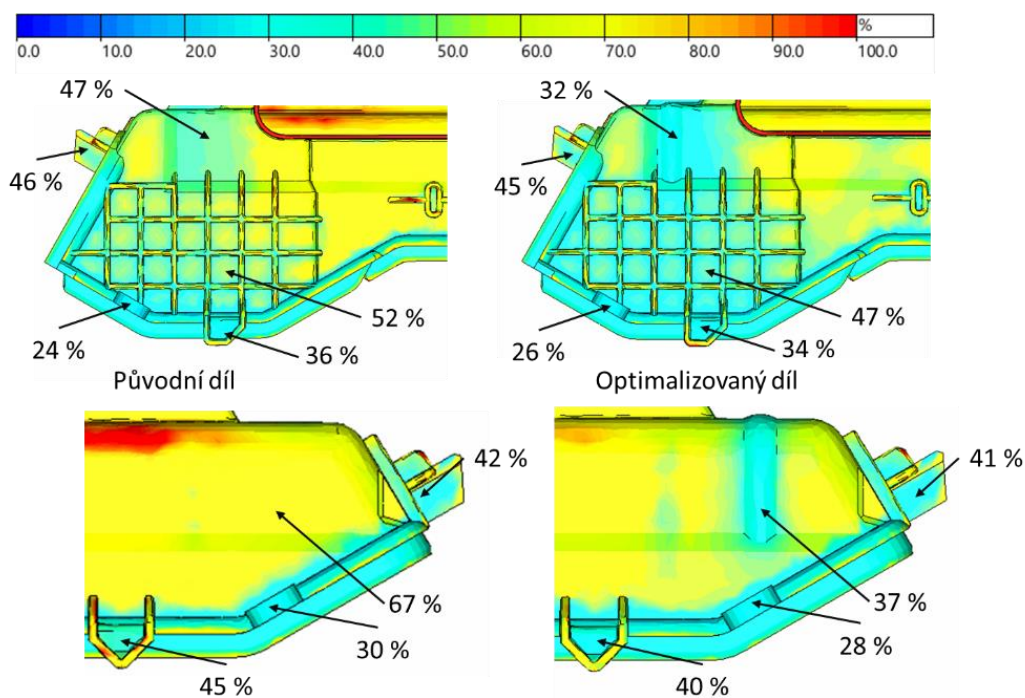 %
0.0 10.0 20.0 30.0 40.0 50.0 60.0 70.0 80.0 90.0 100.0
47 % 32 %
46 % 45 %
52 % 47 %
24 % 36 % 26 % 34 %
Původní díl Optimalizovaný díl
42 % 41 %
67 % 37 %
30 % 28 %
45 % 40 %